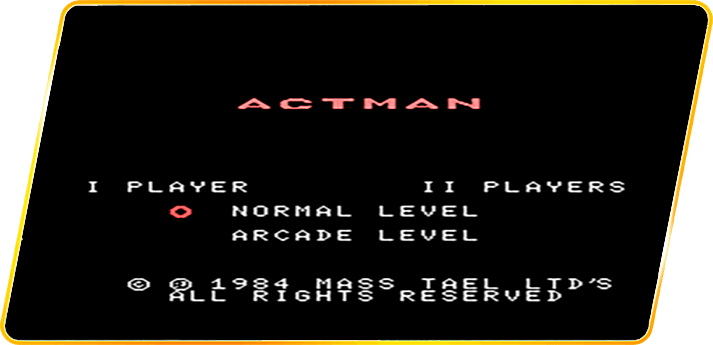 ACTMAN
I PLAYER II PLAYERS
NORMAL LEVEL
ARCADE LEVEL
© ℗ 1984 MASS TAEL LTD'S
ALL RIGHTS RESERVED